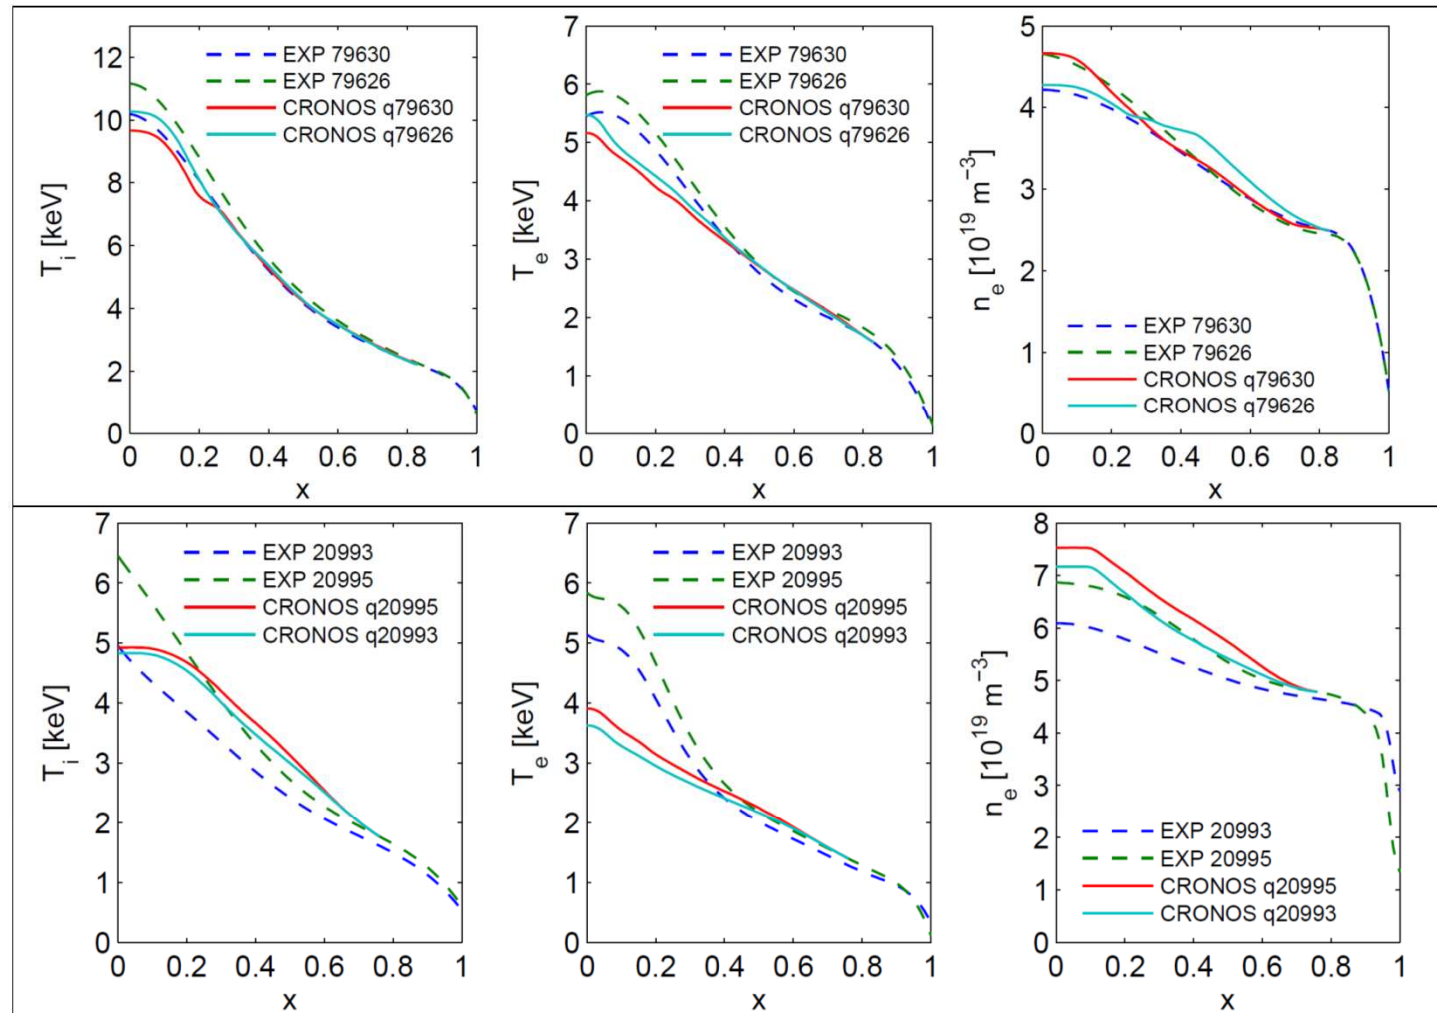 T_i [keV]
12
10
8
6
4
2
0
0 0.2 0.4 0.6 0.8 1
x
EXP 79630
EXP 79626
CRONOS q79630
CRONOS q79626
T_e [keV]
7
6
5
4
3
2
1
0
0 0.2 0.4 0.6 0.8 1
x
EXP 79630
EXP 79626
CRONOS q79630
CRONOS q79626
n_e [10^19 m^−3]
5
4
3
2
1
0
0 0.2 0.4 0.6 0.8 1
x
EXP 79630
EXP 79626
CRONOS q79630
CRONOS q79626
T_i [keV]
7
6
5
4
3
2
1
0
0 0.2 0.4 0.6 0.8 1
x
EXP 20993
EXP 20995
CRONOS q20995
CRONOS q20993
T_e [keV]
7
6
5
4
3
2
1
0
0 0.2 0.4 0.6 0.8 1
x
EXP 20993
EXP 20995
CRONOS q20995
CRONOS q20993
n_e [10^19 m^−3]
8
7
6
5
4
3
2
1
0
0 0.2 0.4 0.6 0.8 1
x
EXP 20993
EXP 20995
CRONOS q20995
CRONOS q20993